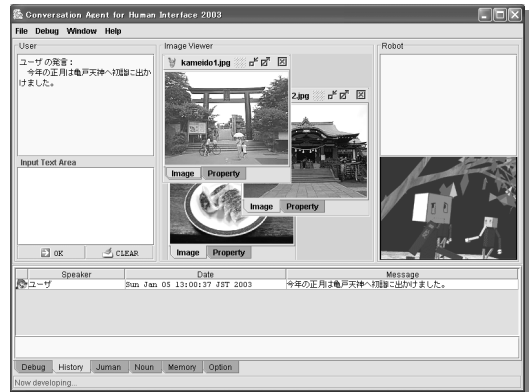 Conversation Agent for Human Interface 2003
File Debug Window Help
User
ユーザの発言：
今年の正月は亀戸天神へ初詣に出か
けました。
Input Text Area
OK CLEAR
Image Viewer
kameido1.jpg
2.jpg
Image Property
Image Property
Image Property
Robot
Speaker Date Message
ユーザ Sun Jan 05 13:00:37 JST 2003 今年の正月は亀戸天神へ初詣に出かけました。
Debug History Juman Noun Memory Option
Now developing...